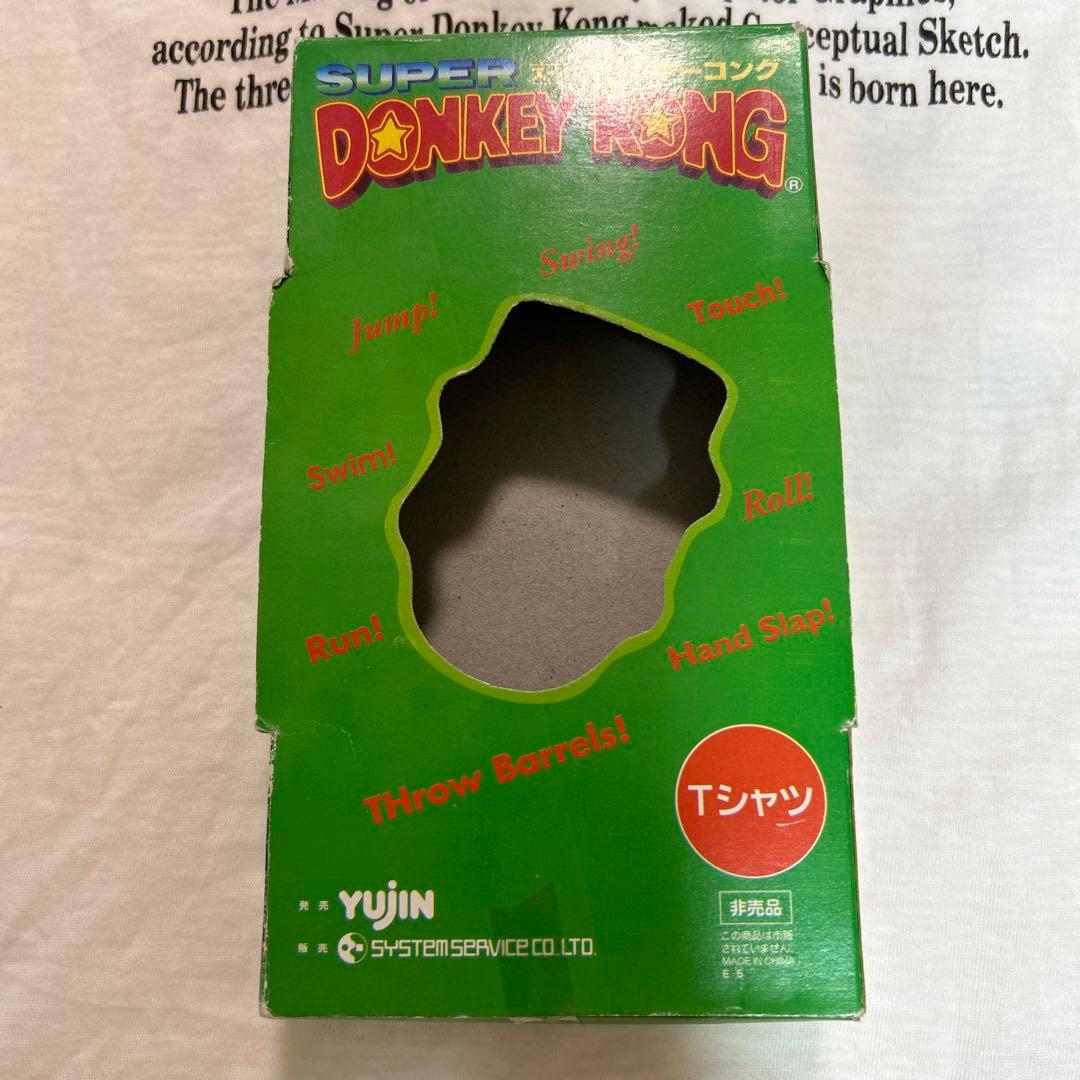 according to Super Donkey Kong maked C ceptual Sketch.
The thre is born here.
SUPER
DONKEY KONG®
Swing!
Jump!
Touch!
Swim!
Roll!
Run!
Hand Slap!
THrow Barrels!
Tシャツ
発売 YUJIN
販売 SYSTEM SERVICE CO.,LTD.
非売品
この商品は市販
されていません。
MADE IN CHINA
E-5